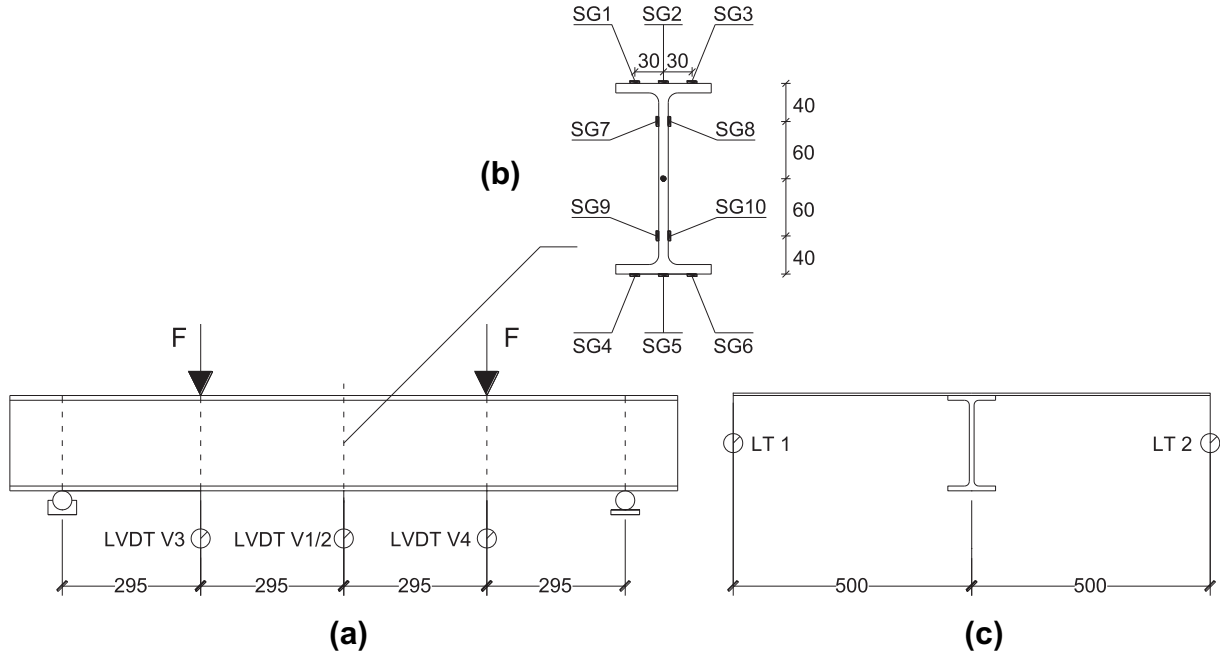 SG1 SG2 SG3
30 30
40
SG7 SG8
60
(b)
60
SG9 SG10
40
SG4 SG5 SG6
F F
LT 1 LT 2
LVDT V3 LVDT V1/2 LVDT V4
295 295 295 295 500 500
(a) (c)